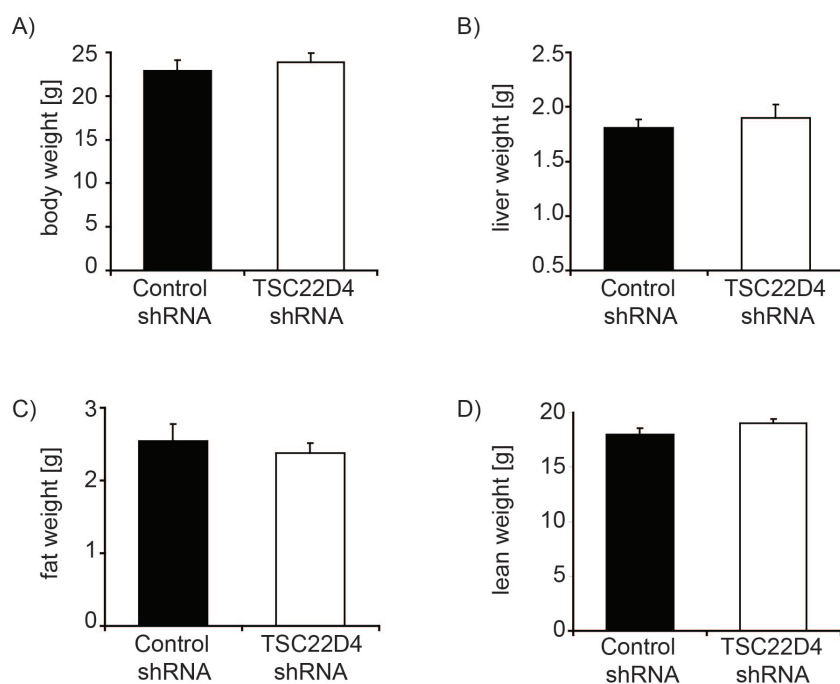 A)
25
20
15
10
5
0
body weight [g]
Control
shRNA
TSC22D4
shRNA
B)
2.5
2.0
1.5
1.0
0.5
liver weight [g]
Control
shRNA
TSC22D4
shRNA
C)
3
2
1
0
fat weight [g]
Control
shRNA
TSC22D4
shRNA
D)
20
15
10
5
0
lean weight [g]
Control
shRNA
TSC22D4
shRNA